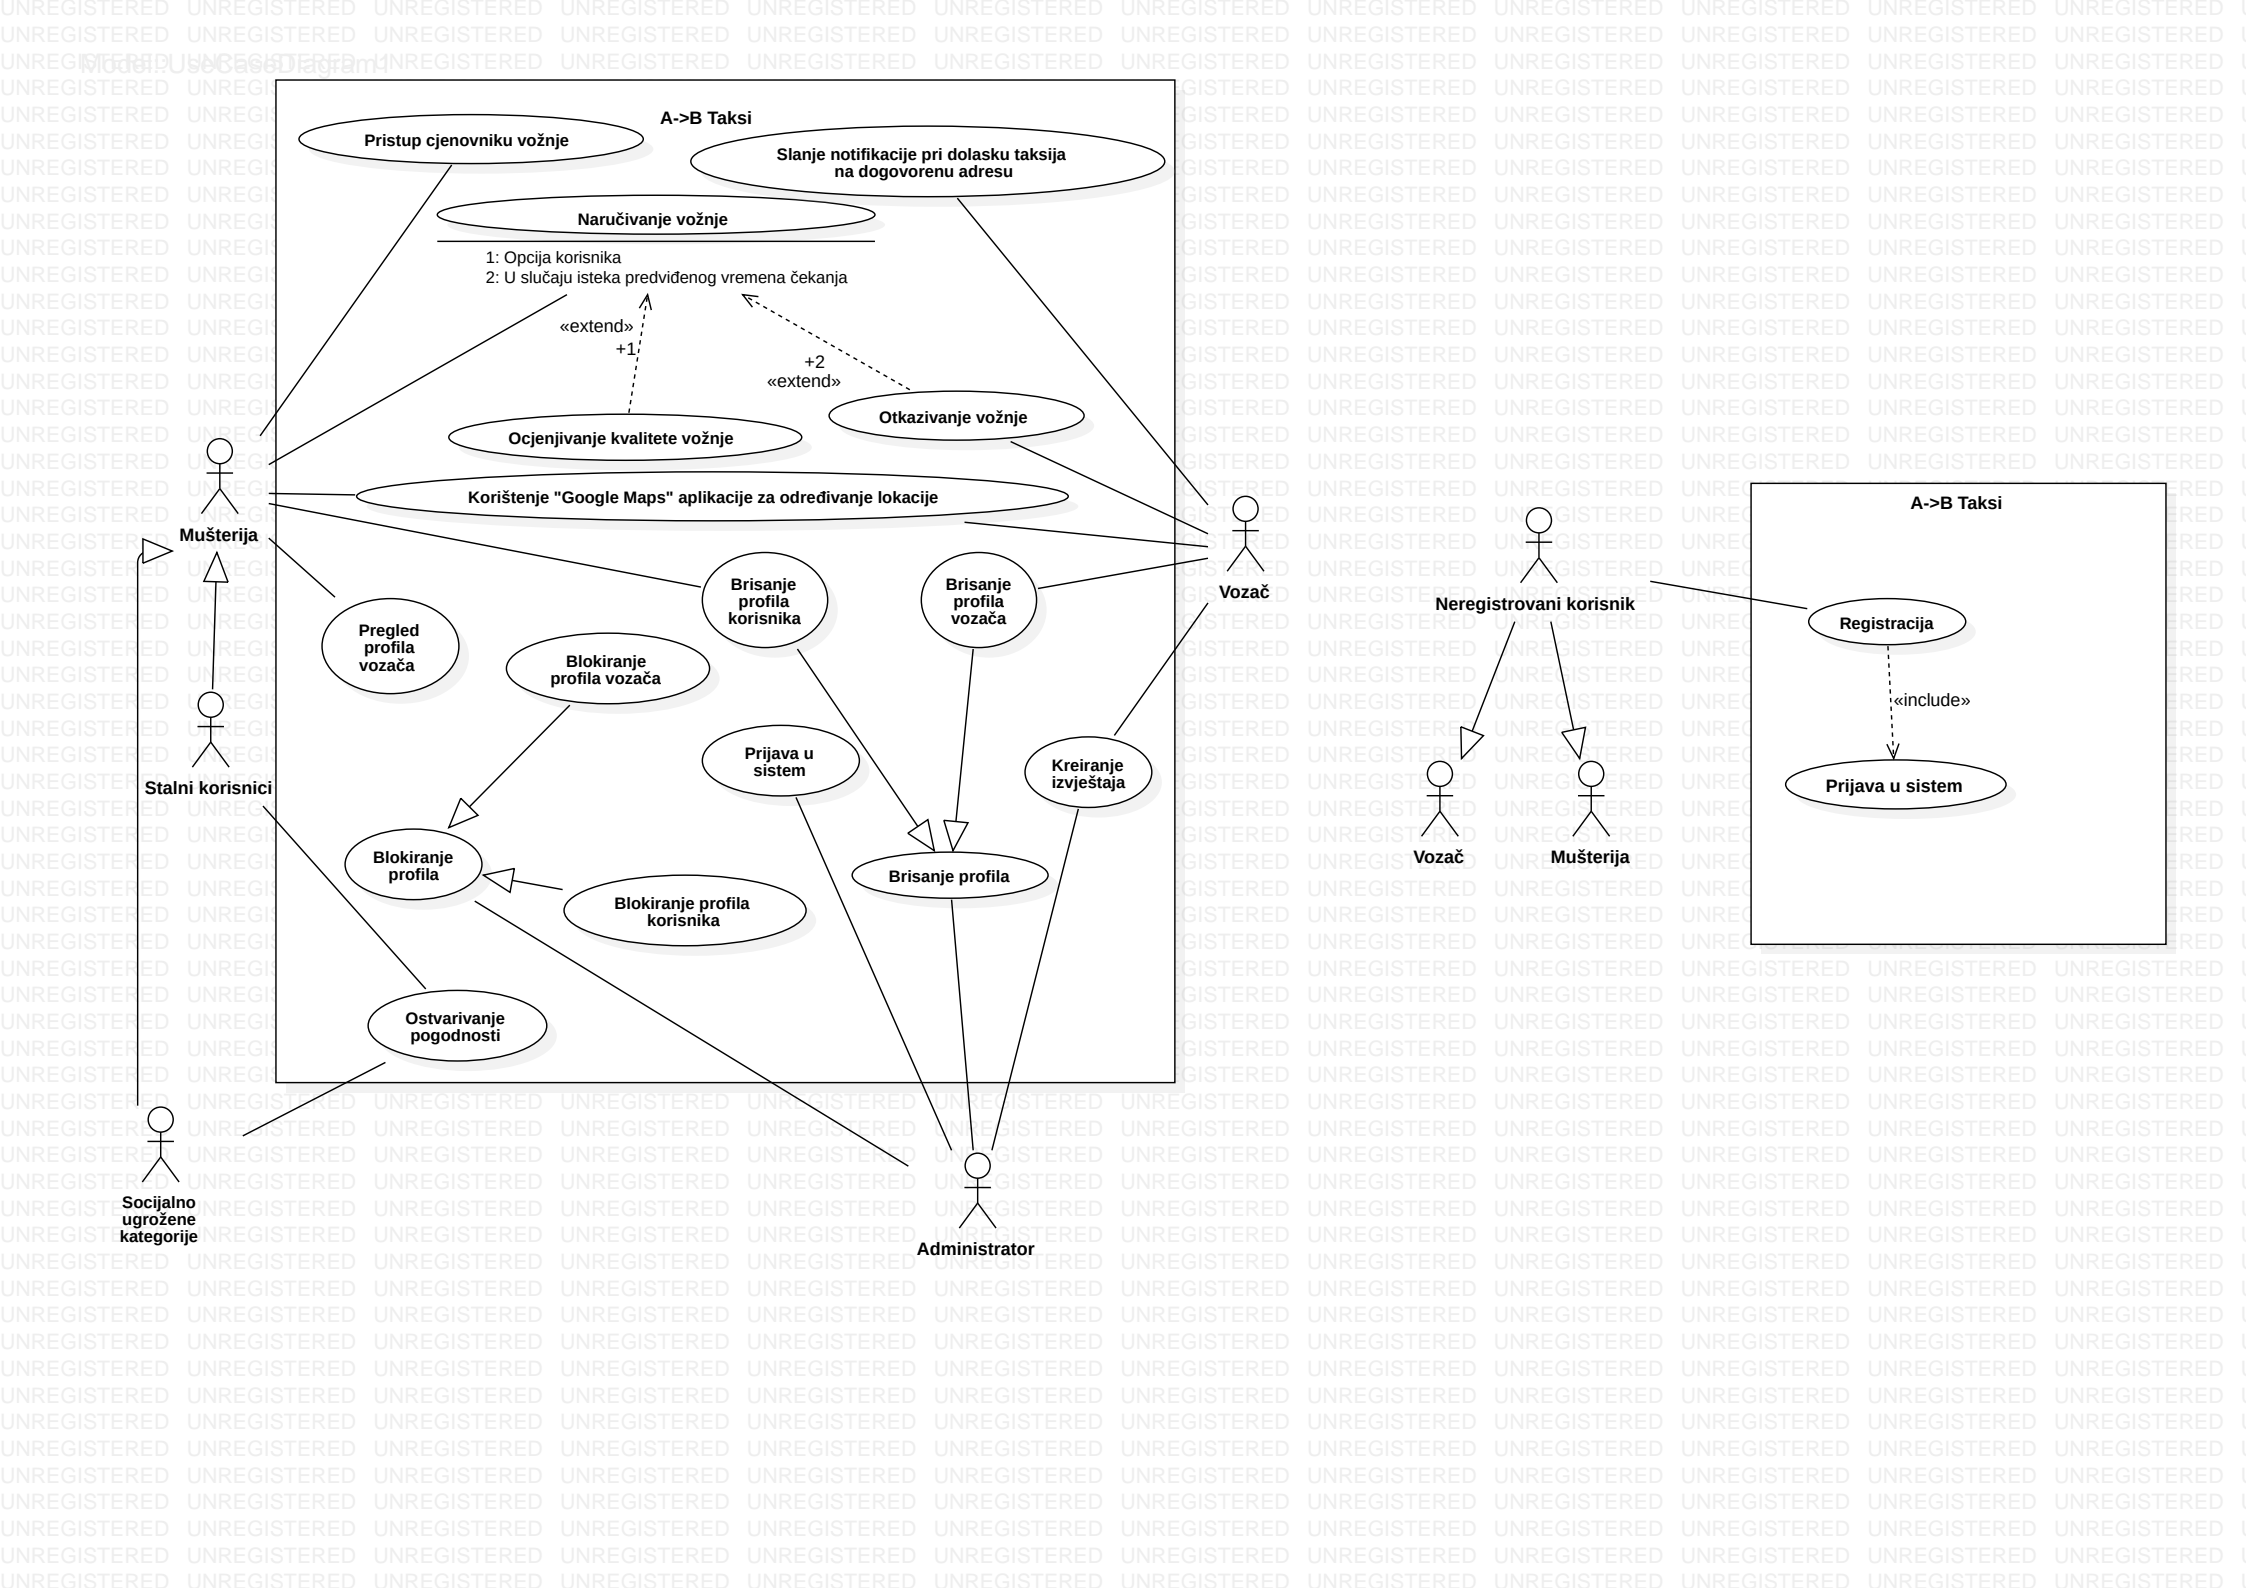 Model::UseCaseDiagram1
A->B Taksi
Pristup cjenovniku vožnje
Slanje notifikacije pri dolasku taksija
na dogovorenu adresu
Naručivanje vožnje
1: Opcija korisnika
2: U slučaju isteka predviđenog vremena čekanja
«extend»
+1
+2
«extend»
Otkazivanje vožnje
Ocjenjivanje kvalitete vožnje
Korištenje "Google Maps" aplikacije za određivanje lokacije
Mušterija
Vozač
Brisanje
profila
korisnika
Brisanje
profila
vozača
Pregled
profila
vozača
Blokiranje
profila vozača
Prijava u
sistem
Kreiranje
izvještaja
Stalni korisnici
Blokiranje
profila
Brisanje profila
Blokiranje profila
korisnika
Ostvarivanje
pogodnosti
Socijalno
ugrožene
kategorije
Administrator
A->B Taksi
Neregistrovani korisnik
Registracija
«include»
Prijava u sistem
Vozač
Mušterija
UNREGISTERED